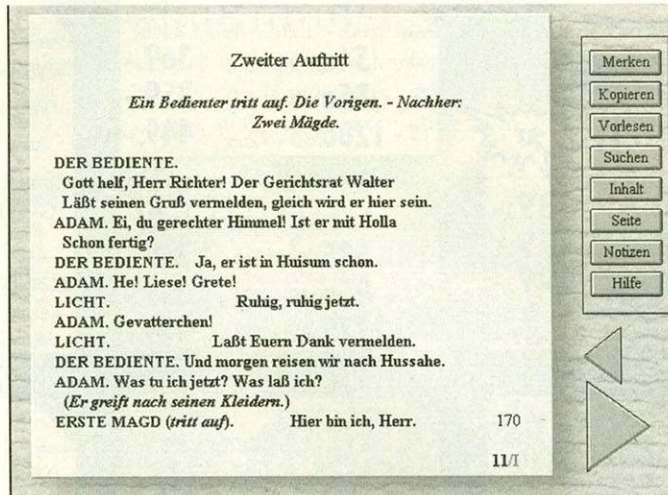 Zweiter Auftritt
Ein Bedienter tritt auf. Die Vorigen. - Nachher:
Zwei Mägde.
DER BEDIENTE.
Gott helf, Herr Richter! Der Gerichtsrat Walter
Läßt seinen Gruß vermelden, gleich wird er hier sein.
ADAM. Ei, du gerechter Himmel! Ist er mit Holla
Schon fertig?
DER BEDIENTE. Ja, er ist in Huisum schon.
ADAM. He! Liese! Grete!
LICHT. Ruhig, ruhig jetzt.
ADAM. Gevatterchen!
LICHT. Laßt Euern Dank vermelden.
DER BEDIENTE. Und morgen reisen wir nach Hussahe.
ADAM. Was tu ich jetzt? Was laß ich?
(Er greift nach seinen Kleidern.)
ERSTE MAGD (tritt auf). Hier bin ich, Herr. 170
11/I
Merken
Kopieren
Vorlesen
Suchen
Inhalt
Seite
Notizen
Hilfe